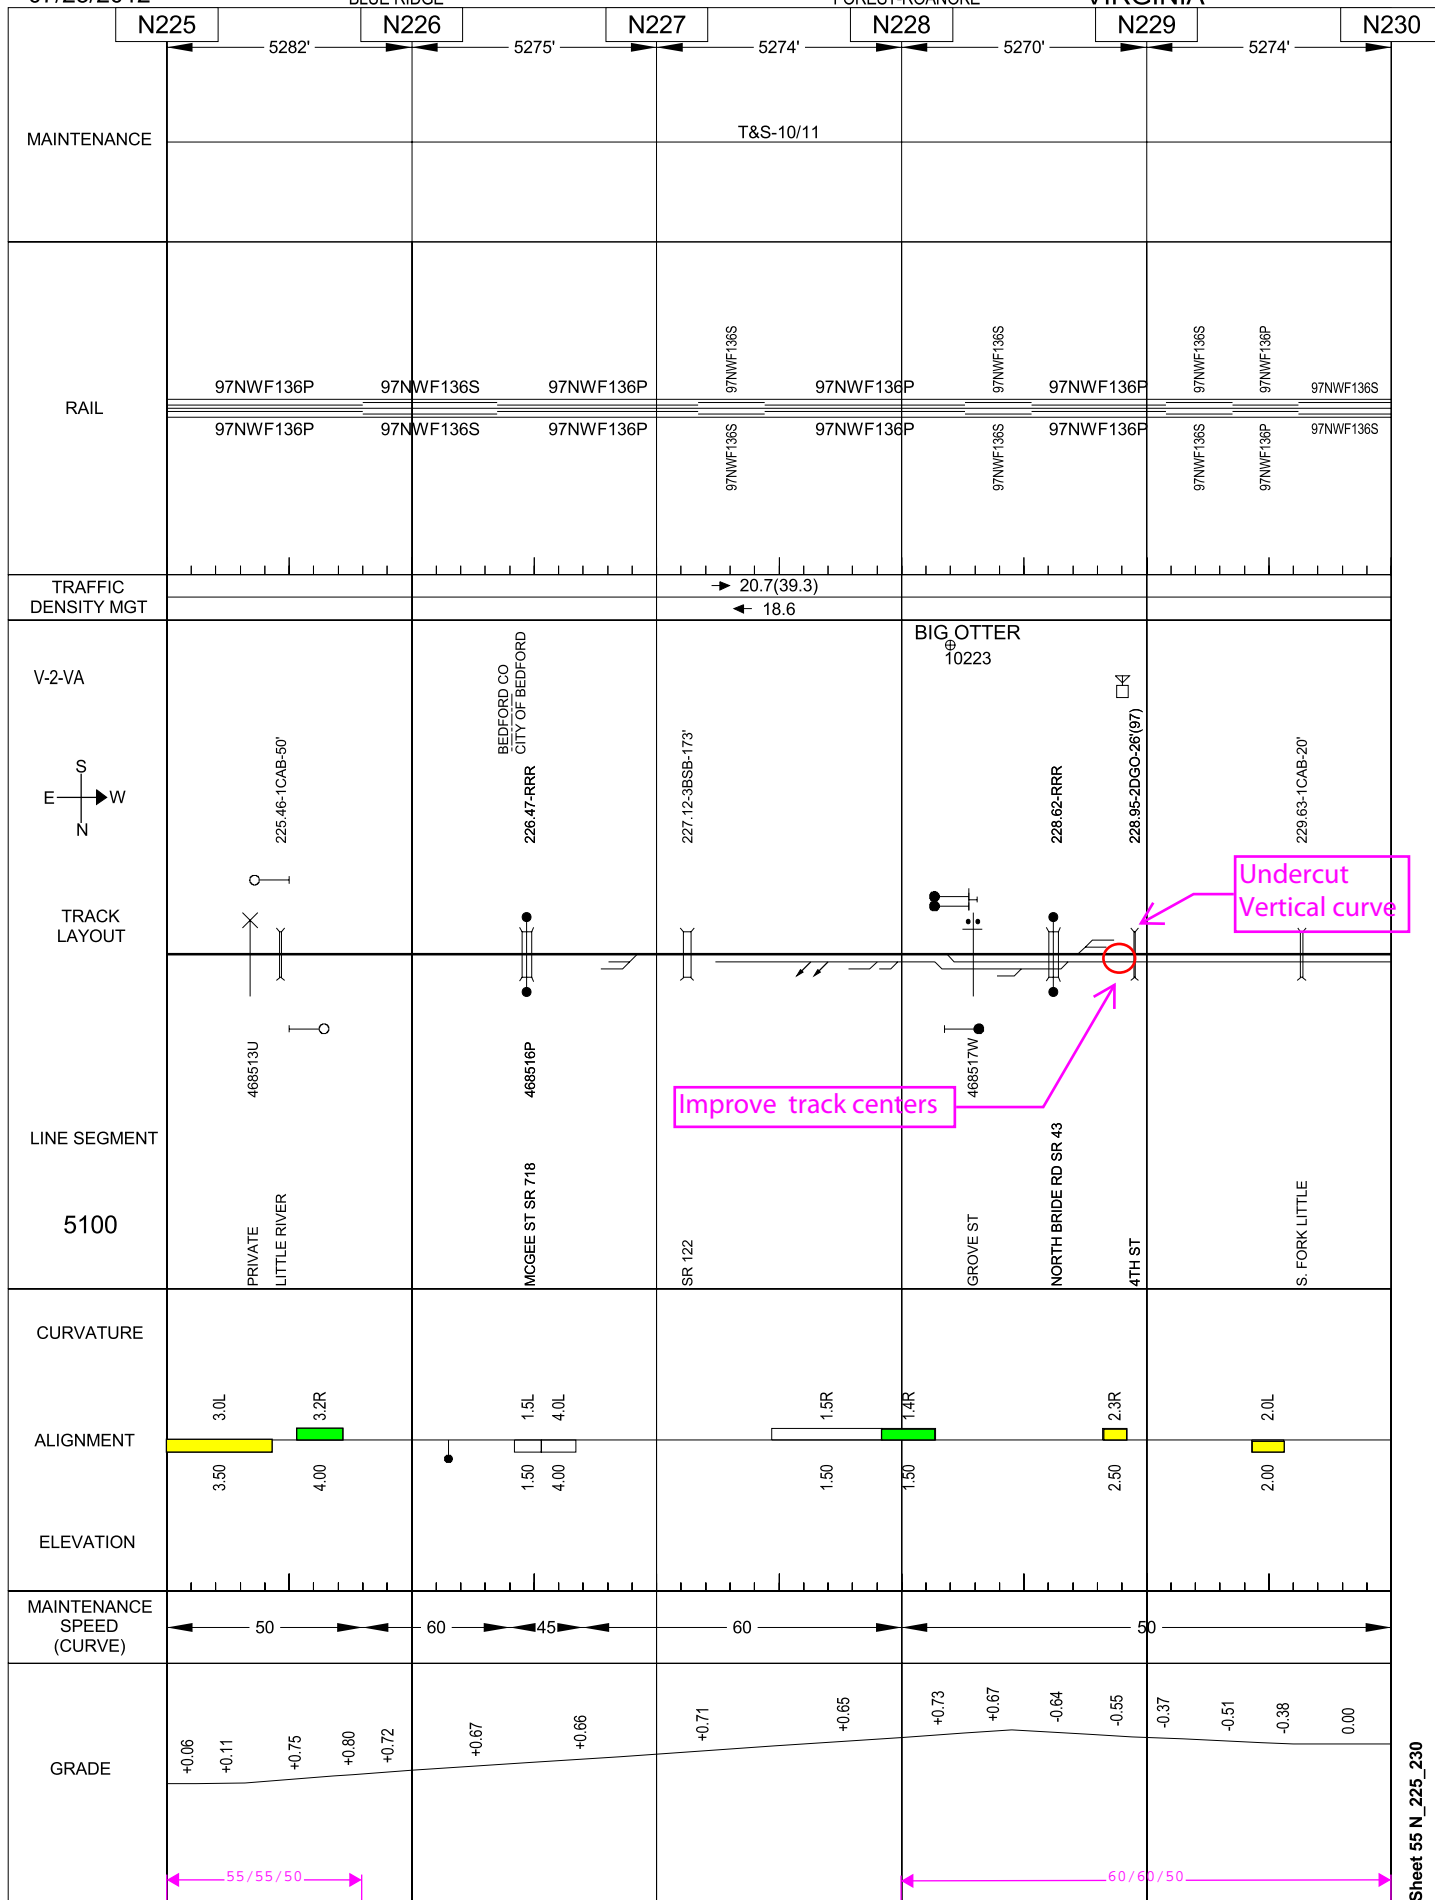 VIRGINIA
N225
N226
N227
N228
N229
N230
5282'
5275'
5274'
5270'
5274'
MAINTENANCE
T&S-10/11
97NWF136S
97NWF136S
97NWF136S
97NWF136P
97NWF136P
97NWF136S
97NWF136P
97NWF136P
97NWF136P
97NWF136S
RAIL
97NWF136P
97NWF136S
97NWF136P
97NWF136P
97NWF136P
97NWF136S
97NWF136S
97NWF136S
97NWF136S
97NWF136P
TRAFFIC
DENSITY MGT
20.7(39.3)
18.6
V-2-VA
BIG OTTER
10223
BEDFORD CO
CITY OF BEDFORD
S
E
W
N
225.46-1CAB-50'
226.47-RRR
227.12-3BSB-173'
228.62-RRR
228.95-2DGO-26'(97)
229.63-1CAB-20'
Undercut
Vertical curve
TRACK
LAYOUT
468513U
468516P
468517W
Improve track centers
LINE SEGMENT
5100
PRIVATE
LITTLE RIVER
MCGEE ST SR 718
SR 122
GROVE ST
NORTH BRIDE RD SR 43
4TH ST
S. FORK LITTLE
CURVATURE
3.0L
3.2R
1.5L
4.0L
1.5R
1.4R
2.3R
2.0L
ALIGNMENT
3.50
4.00
1.50
4.00
1.50
1.50
2.50
2.00
ELEVATION
MAINTENANCE
SPEED
(CURVE)
50
60
45
60
50
GRADE
+0.06
+0.11
+0.75
+0.80
+0.72
+0.67
+0.66
+0.71
+0.65
+0.73
+0.67
-0.64
-0.55
-0.37
-0.51
-0.38
0.00
55/55/50
60/60/50
Sheet 55 N_225_230